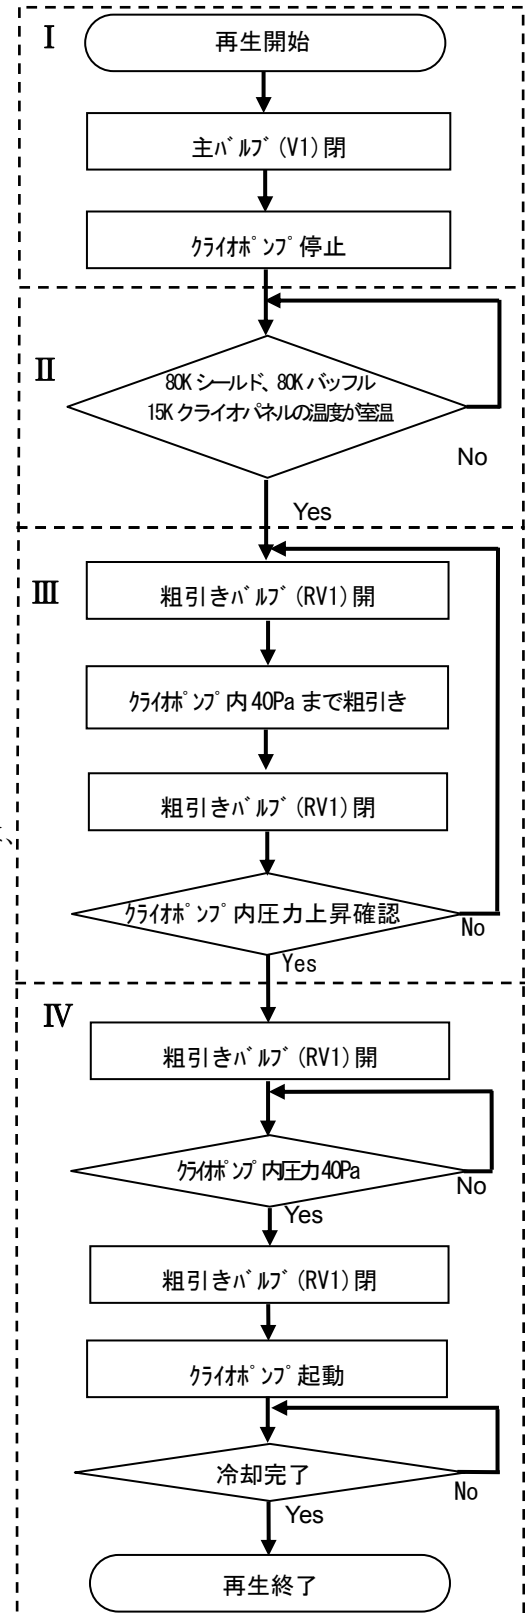 Ⅰ
再生開始
主ﾊﾞﾙﾌﾞ(V1)閉
ｸﾗｲｵﾎﾟﾝﾌﾟ停止
Ⅱ
80Kシールド、80Kバッフル
15Kクライオパネルの温度が室温
No
Yes
Ⅲ
粗引きﾊﾞﾙﾌﾞ(RV1)開
ｸﾗｲｵﾎﾟﾝﾌﾟ内40Paまで粗引き
粗引きﾊﾞﾙﾌﾞ(RV1)閉
、
ｸﾗｲｵﾎﾟﾝﾌﾟ内圧力上昇確認
No
Yes
Ⅳ
粗引きﾊﾞﾙﾌﾞ(RV1)開
ｸﾗｲｵﾎﾟﾝﾌﾟ内圧力40Pa
No
Yes
粗引きﾊﾞﾙﾌﾞ(RV1)閉
ｸﾗｲｵﾎﾟﾝﾌﾟ起動
冷却完了
No
Yes
再生終了